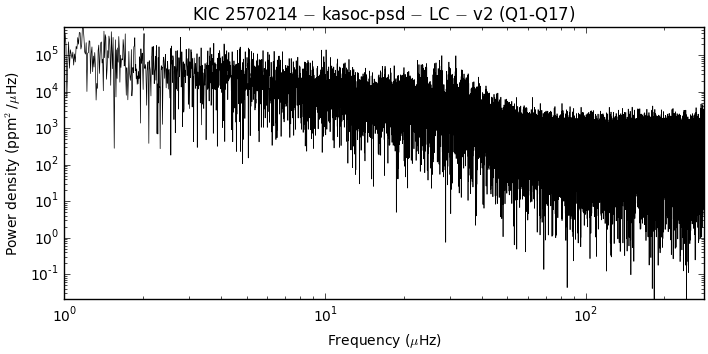 KIC 2570214 − kasoc-psd − LC − v2 (Q1-Q17)
Power density (ppm² /μHz)
10⁵
10⁴
10³
10²
10¹
10⁰
10⁻¹
10⁰ 10¹ 10²
Frequency (μHz)